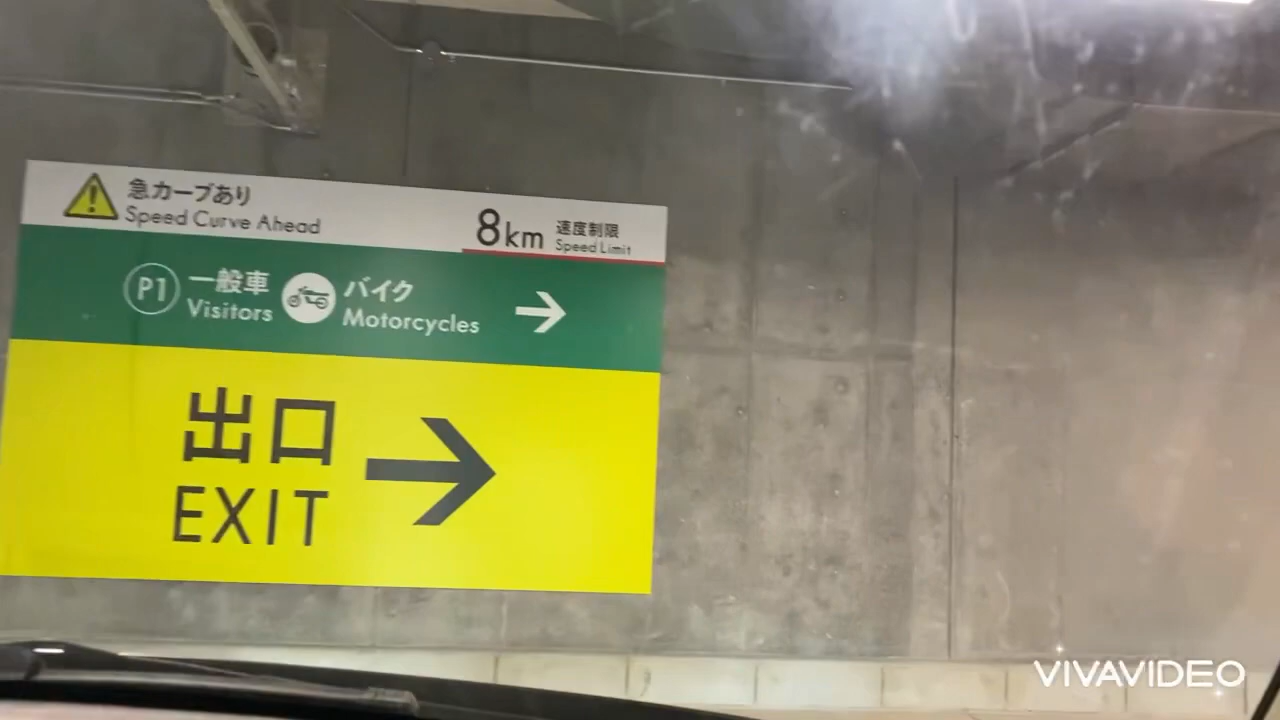 急カーブあり
Speed Curve Ahead
8km 速度制限
Speed Limit
P1 一般車
Visitors
バイク
Motorcycles
出口
EXIT
VIVAVIDEO